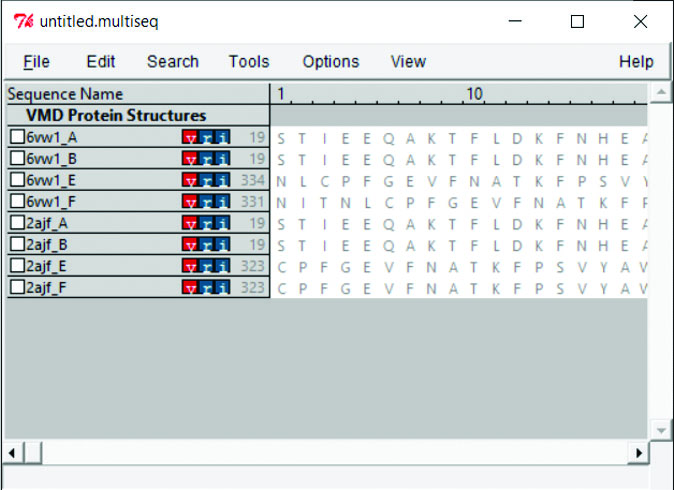 untitled.multiseq
File Edit Search Tools Options View Help
Sequence Name 1 10
VMD Protein Structures
6vw1_A v r i 19 S T I E E Q A K T F L D K F N H E A
6vw1_B v r i 19 S T I E E Q A K T F L D K F N H E A
6vw1_E v r i 334 N L C P F G E V F N A T K F P S V Y
6vw1_F v r i 331 N I T N L C P F G E V F N A T K F P
2ajf_A v r i 19 S T I E E Q A K T F L D K F N H E A
2ajf_B v r i 19 S T I E E Q A K T F L D K F N H E A
2ajf_E v r i 323 C P F G E V F N A T K F P S V Y A W
2ajf_F v r i 323 C P F G E V F N A T K F P S V Y A W